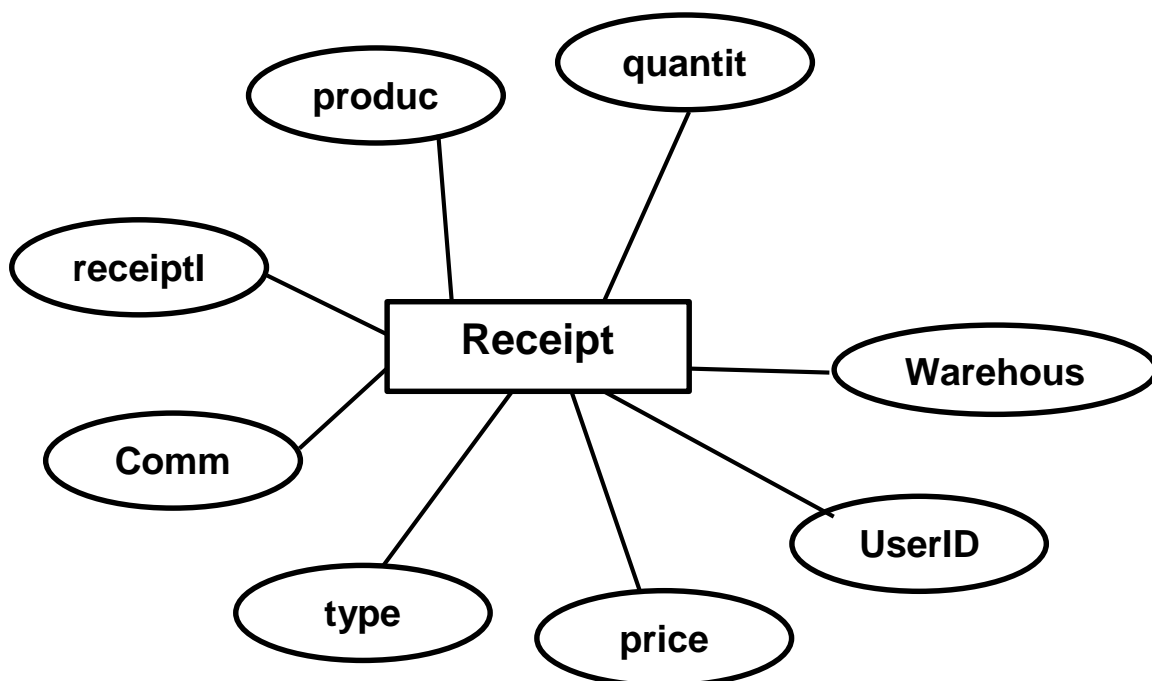 quantit
produc
receiptI
Receipt
Warehous
Comm
UserID
type
price